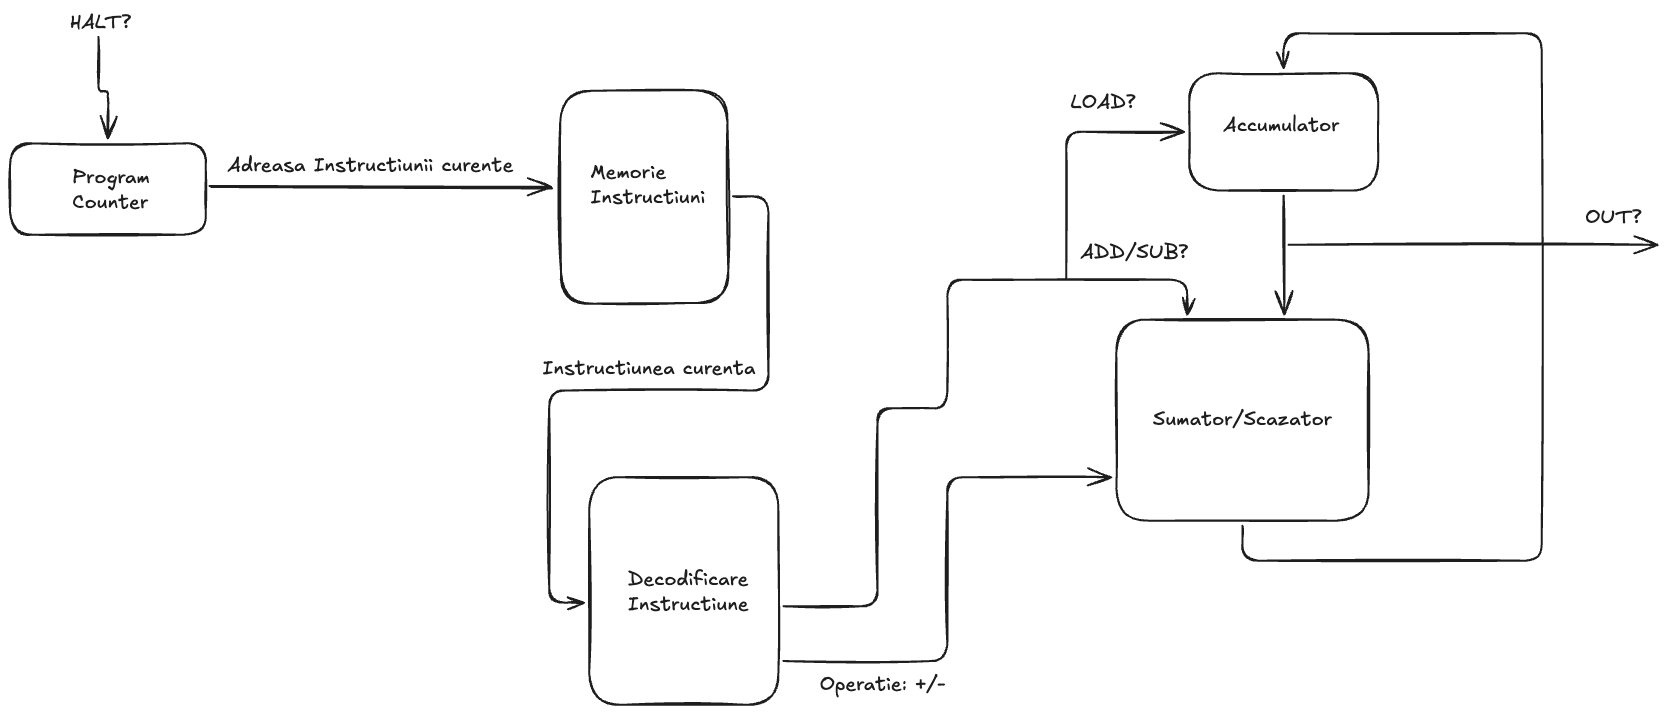 HALT?
Program
Counter
Adreasa Instructiunii curente
Memorie
Instructiuni
Instructiunea curenta
Decodificare
Instructiune
Operatie: +/-
LOAD?
ADD/SUB?
Accumulator
OUT?
Sumator/Scazator